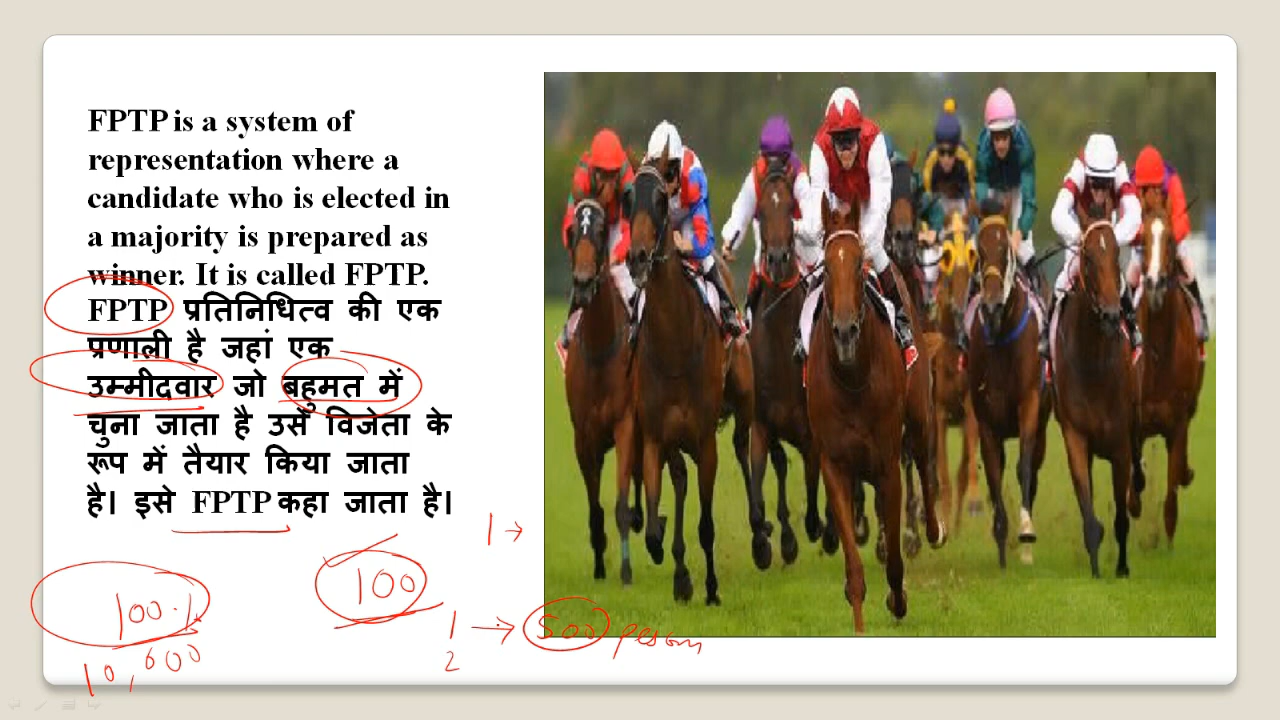 FPTP is a system of
representation where a
candidate who is elected in
a majority is prepared as
winner. It is called FPTP.
FPTP प्रतिनिधित्व की एक
प्रणाली है जहां एक
उम्मीदवार जो बहुमत में
चुना जाता है उसे विजेता के
रूप में तैयार किया जाता
है। इसे FPTP कहा जाता है।
1 →
100
100%
1 → 500 person
2
10,000